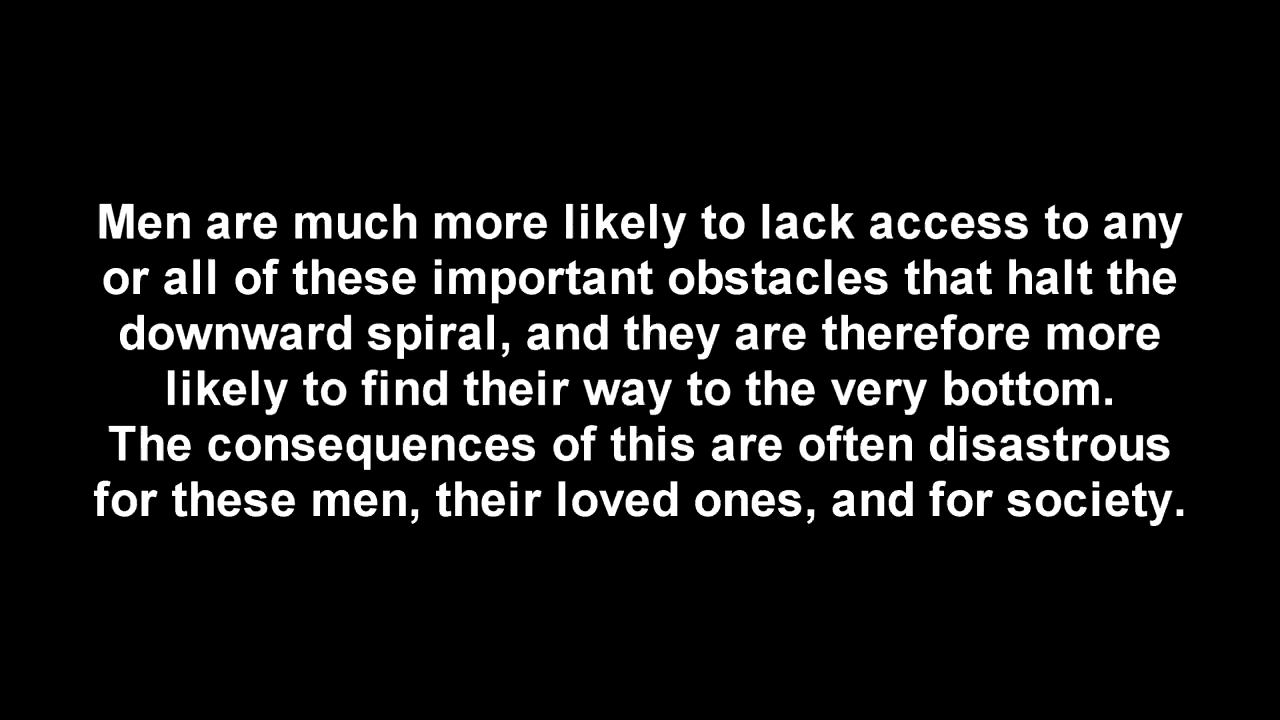 Men are much more likely to lack access to any
or all of these important obstacles that halt the
downward spiral, and they are therefore more
likely to find their way to the very bottom.
The consequences of this are often disastrous
for these men, their loved ones, and for society.